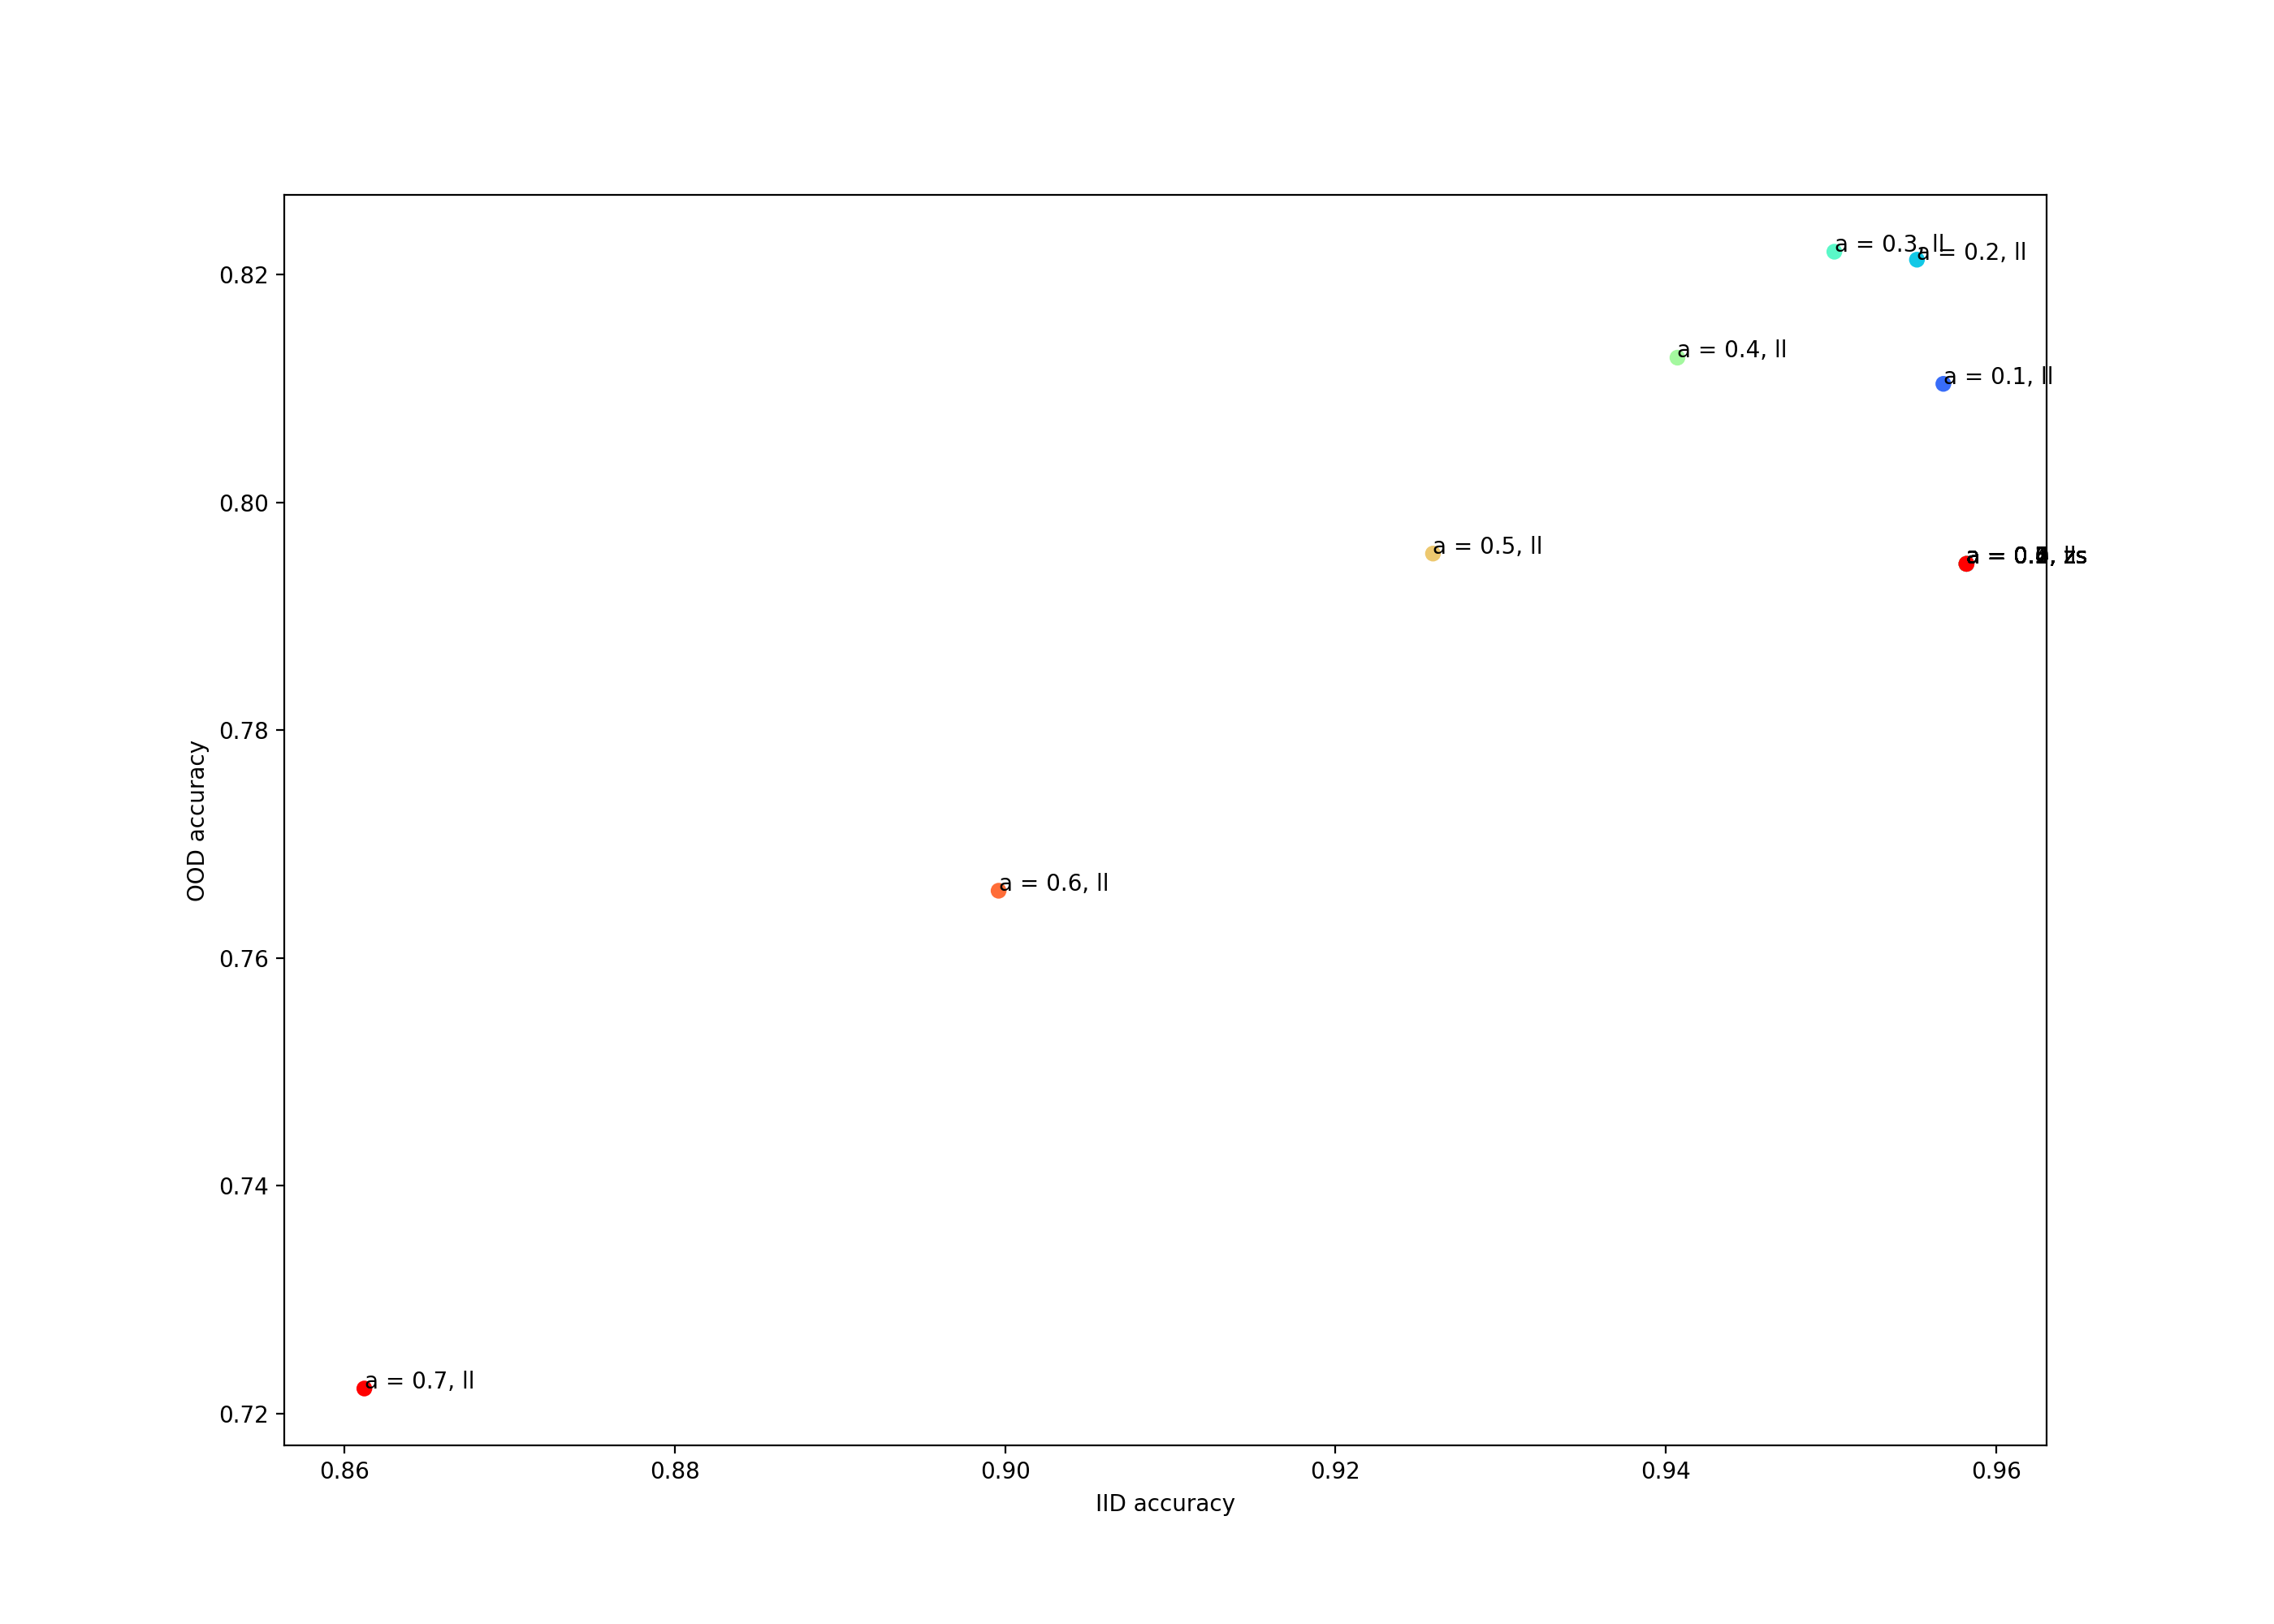 a = 0.3, ll
a = 0.2, ll
0.82
a = 0.4, ll
a = 0.1, ll
0.80
a = 0.5, ll
0.78
OOD accuracy
a = 0.6, ll
0.76
0.74
a = 0.7, ll
0.72
0.86
0.88
0.90
0.92
0.94
0.96
IID accuracy